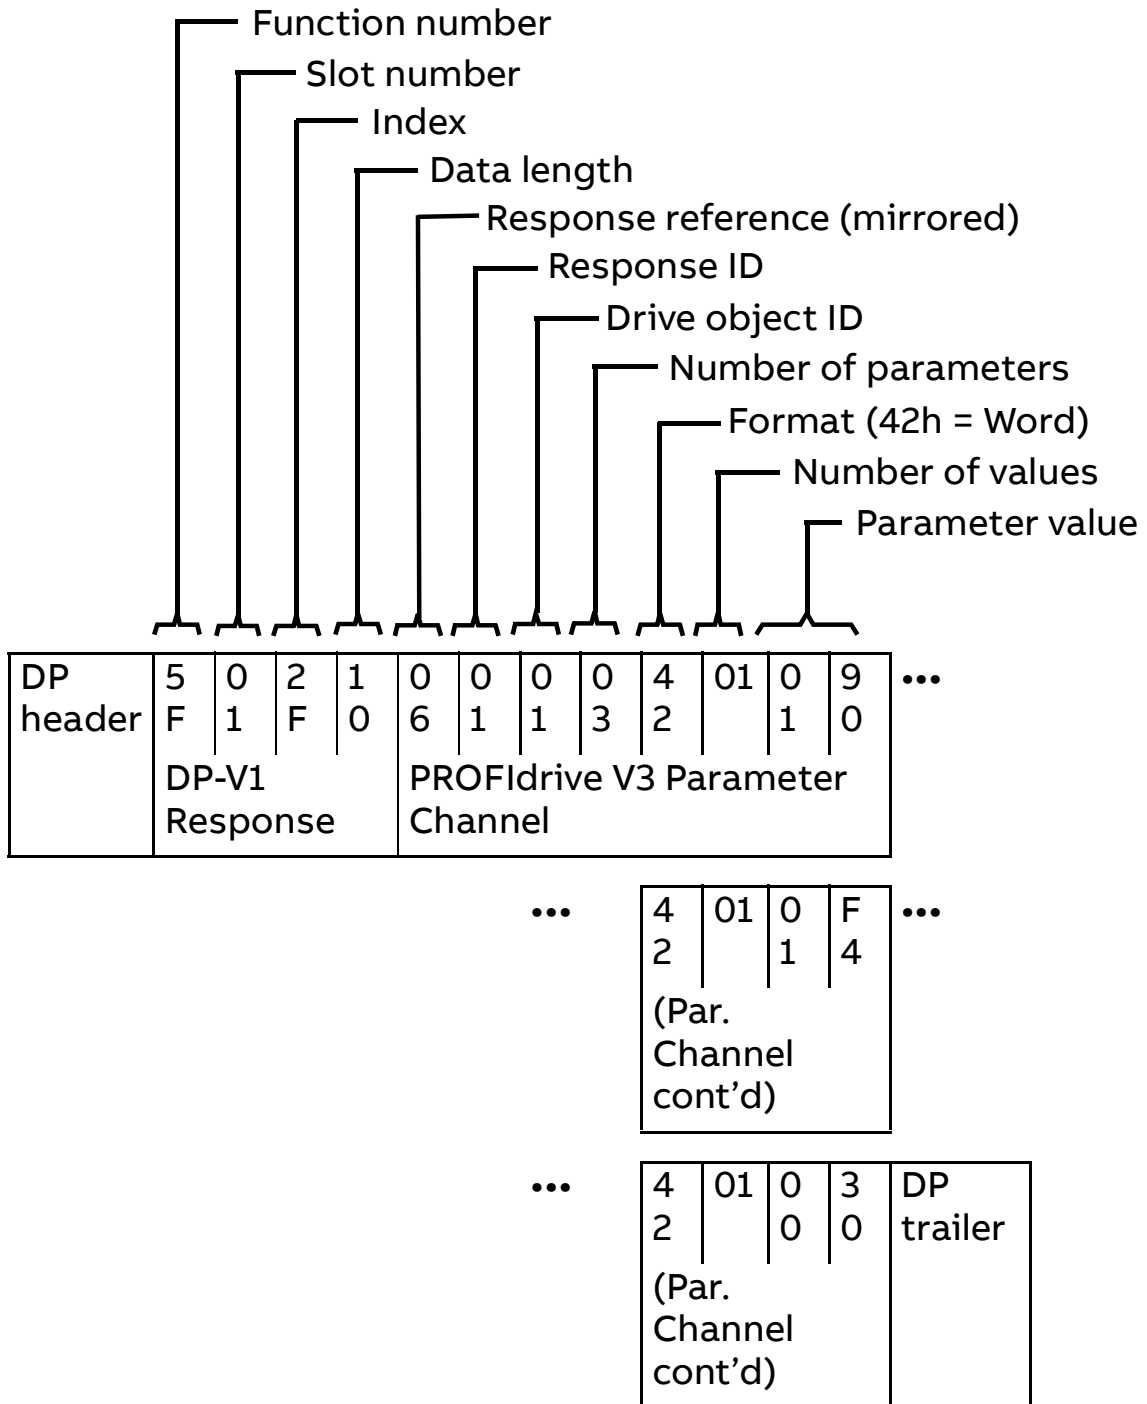 Function number
Slot number
Index
Data length
Response reference (mirrored)
Response ID
Drive object ID
Number of parameters
Format (42h = Word)
Number of values
Parameter value
DP 5 0 2 1 0 0 0 0 4 01 0 9 •••
header F 1 F 0 6 1 1 3 2 1 0
DP-V1 PROFIdrive V3 Parameter
Response Channel
••• 4 01 0 F •••
2 1 4
(Par.
Channel
cont’d)
••• 4 01 0 3 DP
2 0 0 trailer
(Par.
Channel
cont’d)